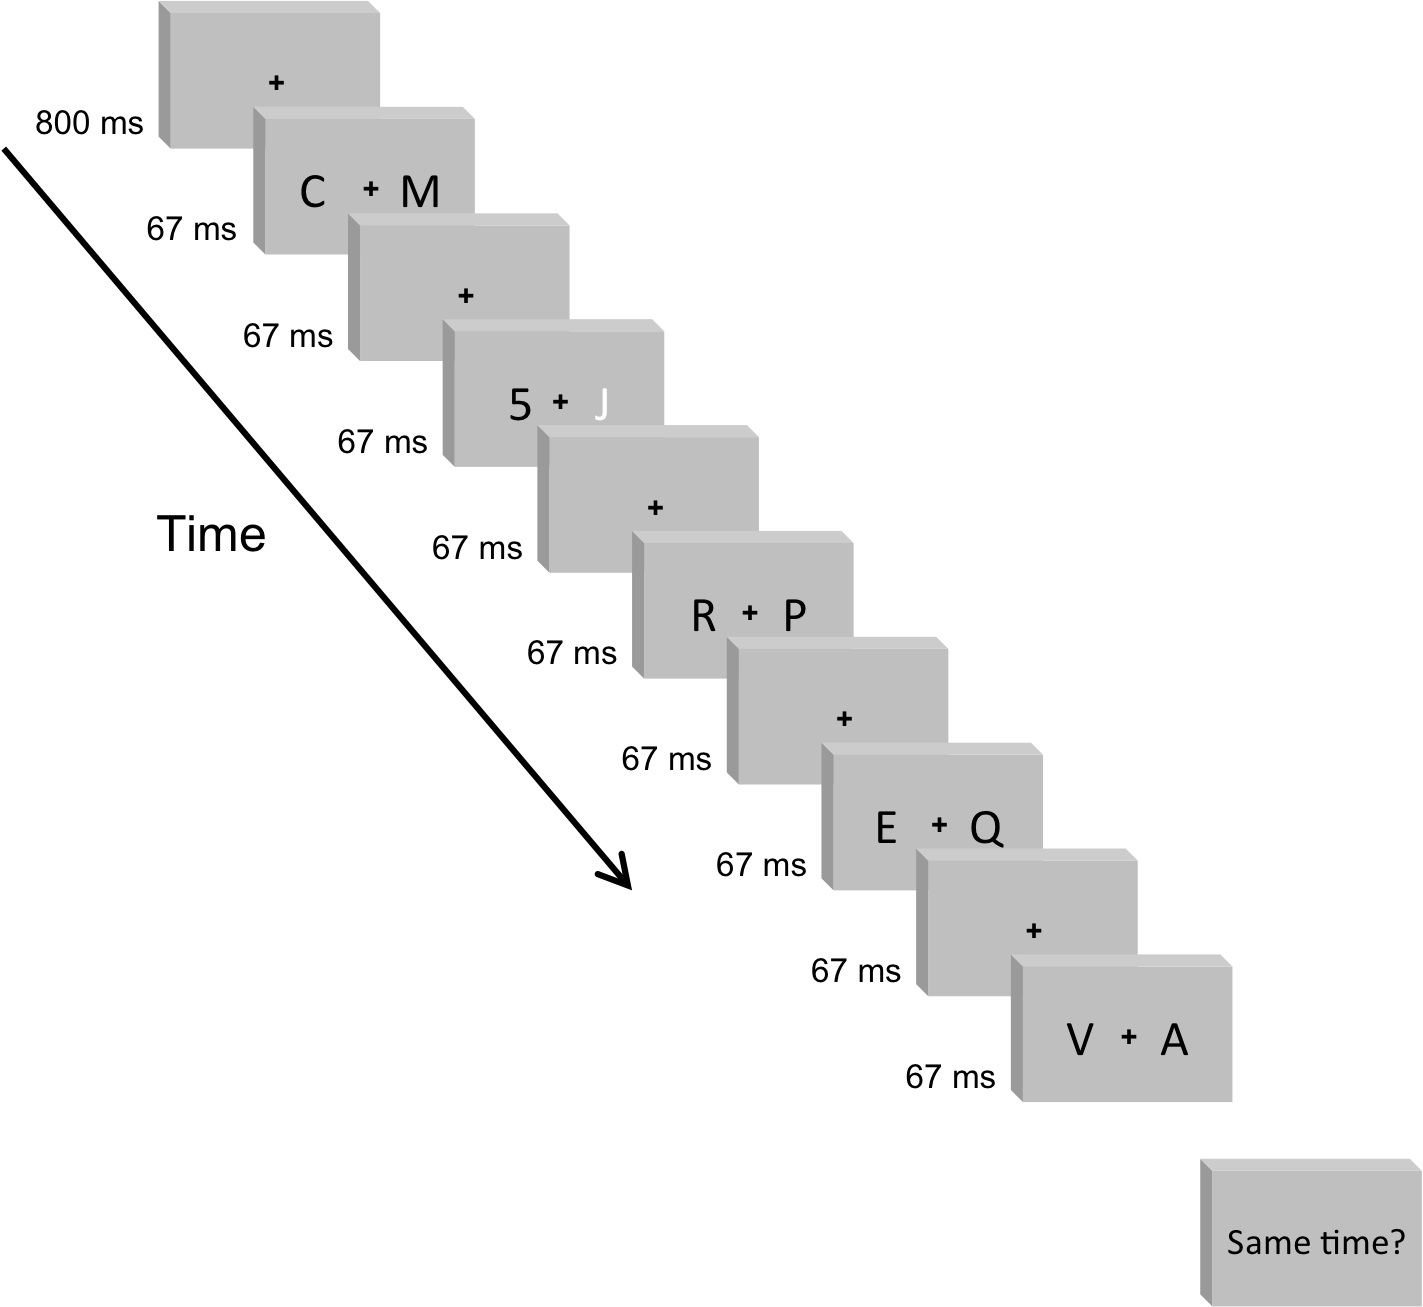 +
800 ms
C + M
67 ms
+
67 ms
5 + J
67 ms
Time
+
67 ms
R + P
67 ms
+
67 ms
E + Q
67 ms
+
67 ms
V + A
67 ms
Same time?